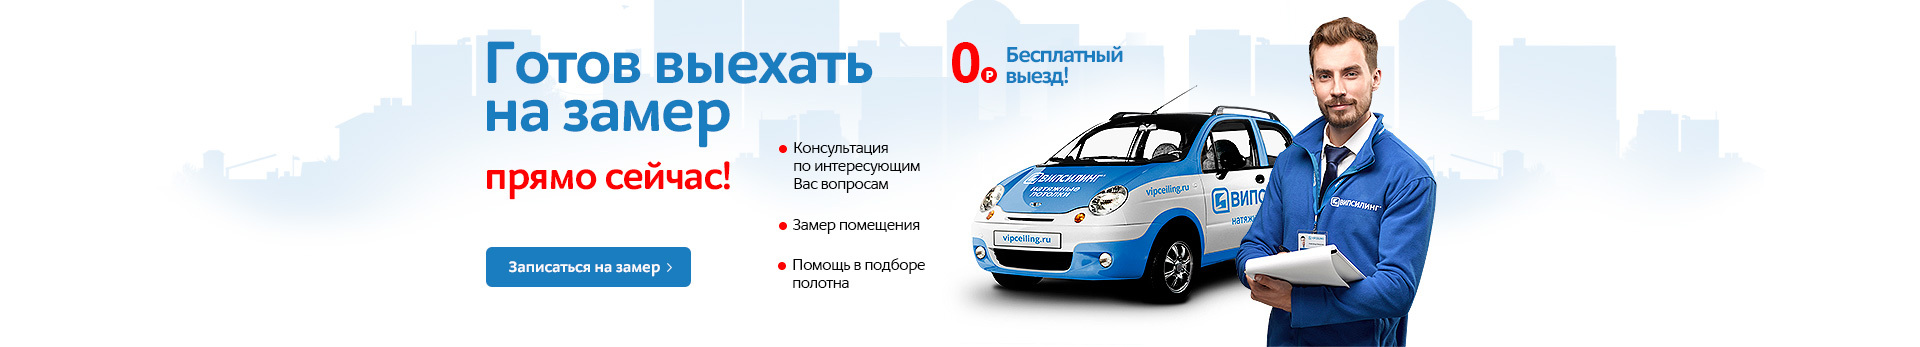 Готов выехать
на замер
прямо сейчас!
Записаться на замер ›
Консультация
по интересующим
Вас вопросам
Замер помещения
Помощь в подборе
полотна
0 ₽
Бесплатный
выезд!
ВИПСИЛИНГ
НАТЯЖНЫЕ
ПОТОЛКИ
vipceiling.ru
vipceiling.ru
ВИПС
натяж
ВИПСИЛИНГ